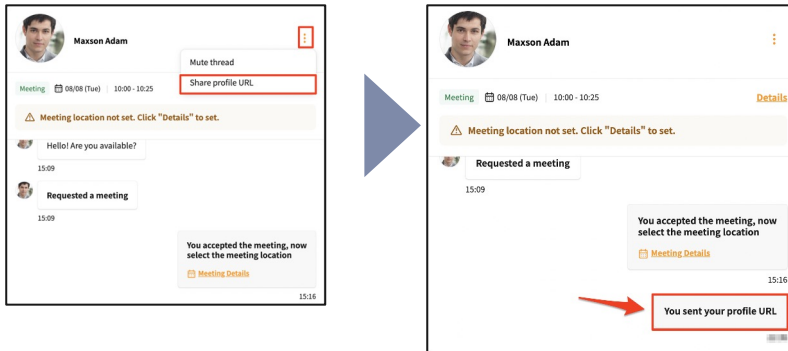 Maxson Adam
Mute thread
Share profile URL
Meeting 08/08 (Tue) 10:00 - 10:25
Meeting location not set. Click "Details" to set.
Hello! Are you available?
15:09
Requested a meeting
15:09
You accepted the meeting, now
select the meeting location
Meeting Details
15:16
Maxson Adam
Meeting 08/08 (Tue) 10:00 - 10:25 Details
Meeting location not set. Click "Details" to set.
Requested a meeting
15:09
You accepted the meeting, now
select the meeting location
Meeting Details
15:16
You sent your profile URL